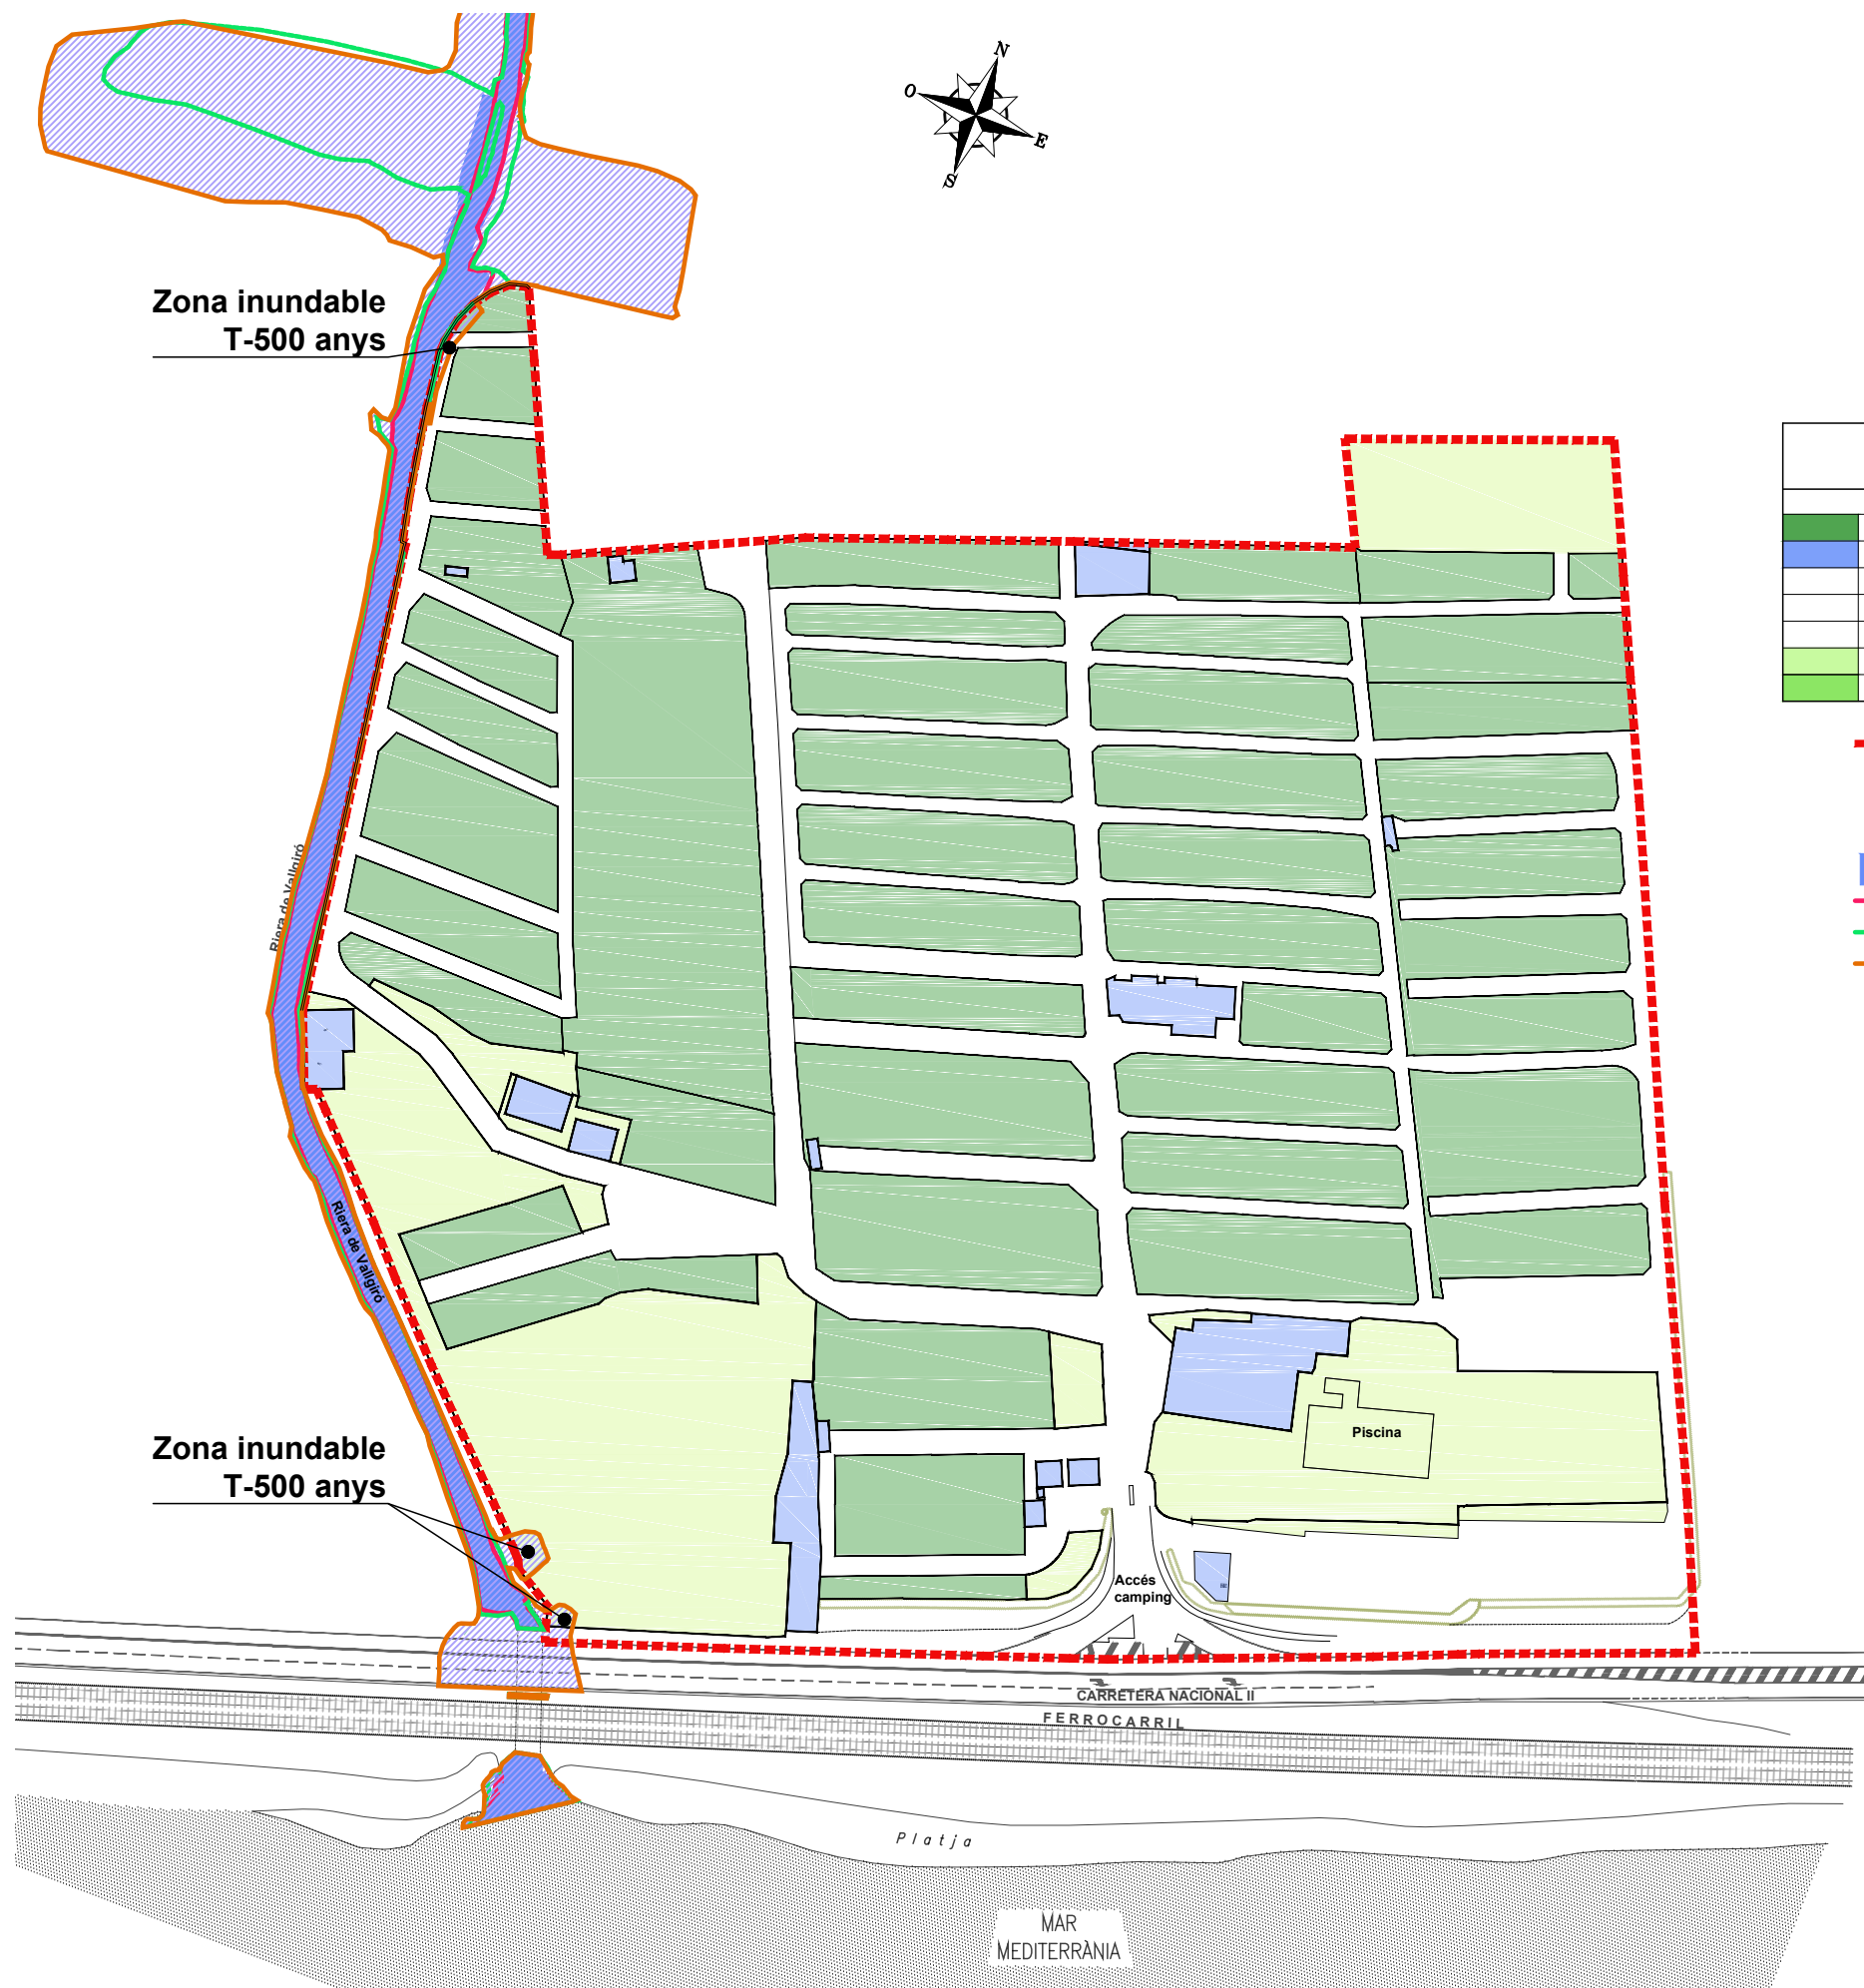 N
O
E
S
Zona inundable
T-500 anys
Riera de Vallgiró
Riera de Vallgiró
Zona inundable
T-500 anys
Piscina
Accés
camping
CARRETERA NACIONAL II
FERROCARRIL
Platja
MAR
MEDITERRÀNIA